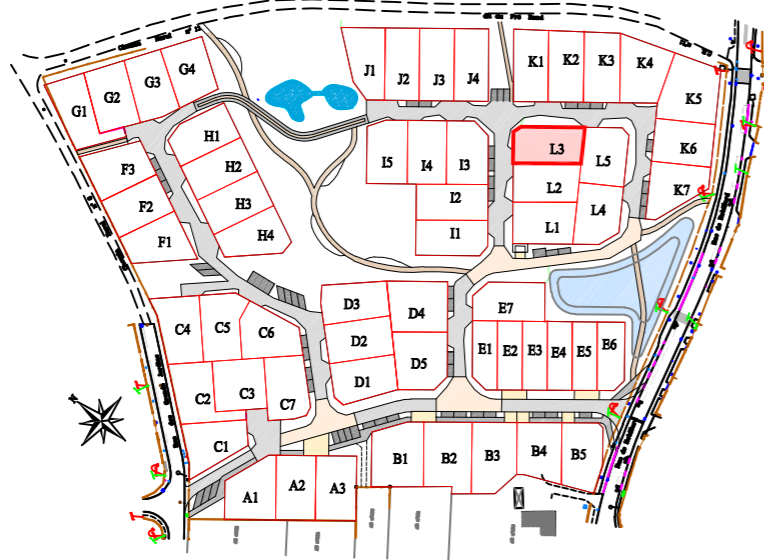 J1 J2 J3 J4
K1 K2 K3 K4
K5
K6
K7
G1 G2 G3 G4
H1
H2
H3
H4
F3
F2
F1
I5 I4 I3
I2
I1
L3 L5
L2
L4
L1
C4 C5 C6
C2 C3 C7
C1
D3 D4
D2
D1 D5
E7
E1 E2 E3 E4 E5 E6
B1 B2 B3 B4 B5
A1 A2 A3